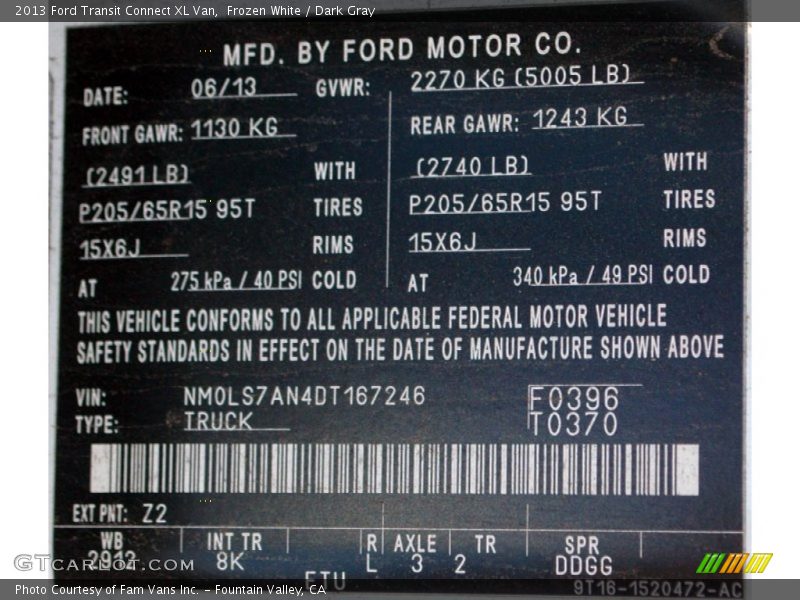 2013 Ford Transit Connect XL Van, Frozen White / Dark Gray
MFD. BY FORD MOTOR CO.
DATE: 06/13 GVWR: 2270 KG (5005 LB)
FRONT GAWR: 1130 KG REAR GAWR: 1243 KG
(2491 LB) WITH (2740 LB) WITH
P205/65R15 95T TIRES P205/65R15 95T TIRES
15X6J RIMS 15X6J RIMS
AT 275 kPa / 40 PSI COLD AT 340 kPa / 49 PSI COLD
THIS VEHICLE CONFORMS TO ALL APPLICABLE FEDERAL MOTOR VEHICLE
SAFETY STANDARDS IN EFFECT ON THE DATE OF MANUFACTURE SHOWN ABOVE
VIN: NM0LS7AN4DT167246 F0396
TYPE: TRUCK T0370
EXT PNT: Z2
WB INT TR R AXLE TR SPR
2912 8K L 3 2 DDGG
GTCARLOT.COM
ETU 9T16-1520472-AC
Photo Courtesy of Fam Vans Inc. - Fountain Valley, CA